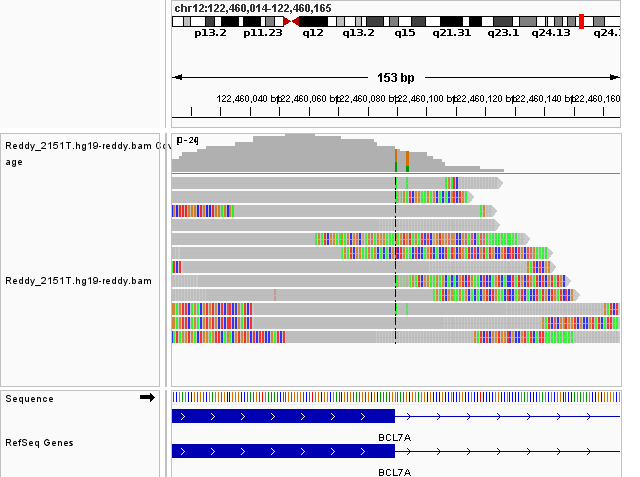 chr12:122,460,014-122,460,165
p13.2 p11.23 q12 q13.2 q15 q21.31 q23.1 q24.13 q24.
153 bp
122,460,040 bp 122,460,060 bp 122,460,080 bp 122,460,100 bp 122,460,120 bp 122,460,140 bp 122,460,160
Reddy_2151T.hg19-reddy.bam Cov
age
Reddy_2151T.hg19-reddy.bam
Sequence
BCL7A
RefSeq Genes
BCL7A